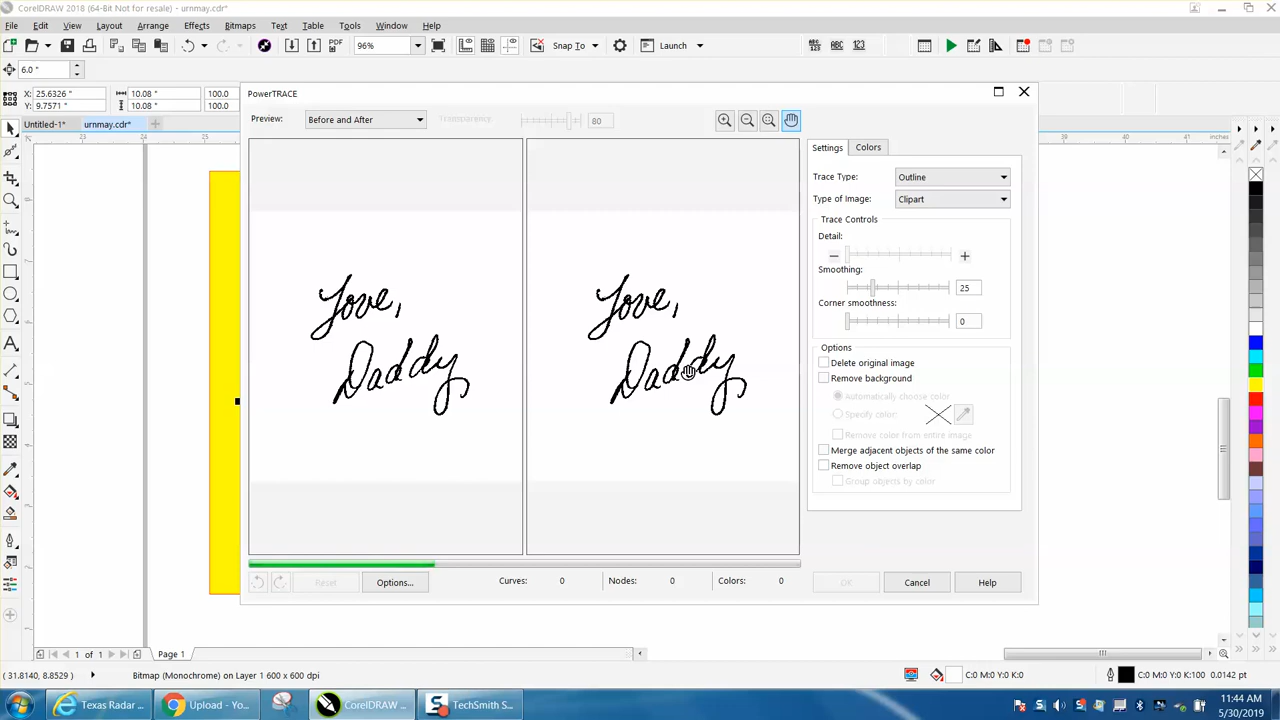 CorelDRAW 2018 (64-Bit Not for resale) - urnmay.cdr*
File Edit View Layout Arrange Effects Bitmaps Text Table Tools Window Help
PDF 96% Snap To Launch
6.0 "
X: 25.6326 " 10.08 " 100.0
Y: 9.7571 " 10.08 " 100.0
Untitled-1* urnmay.cdr*
23 25 39 40 41 inches
PowerTRACE
Preview: Before and After Transparency: 80
Settings Colors
Trace Type: Outline
Type of Image: Clipart
Trace Controls
Detail:
Smoothing:
25
Corner smoothness:
0
Options
Delete original image
Remove background
Automatically choose color
Specify color:
Remove color from entire image
Merge adjacent objects of the same color
Remove object overlap
Group objects by color
Love,
Daddy
Love,
Daddy
Reset Options... Curves: 0 Nodes: 0 Colors: 0 OK Cancel Help
1 of 1 Page 1
(31.8140, 8.8529) Bitmap (Monochrome) on Layer 1 600 x 600 dpi C:0 M:0 Y:0 K:0 C:0 M:0 Y:0 K:100 0.0142 pt
Texas Radar ... Upload - Yo... CorelDRAW ... TechSmith S...
11:44 AM
5/30/2019